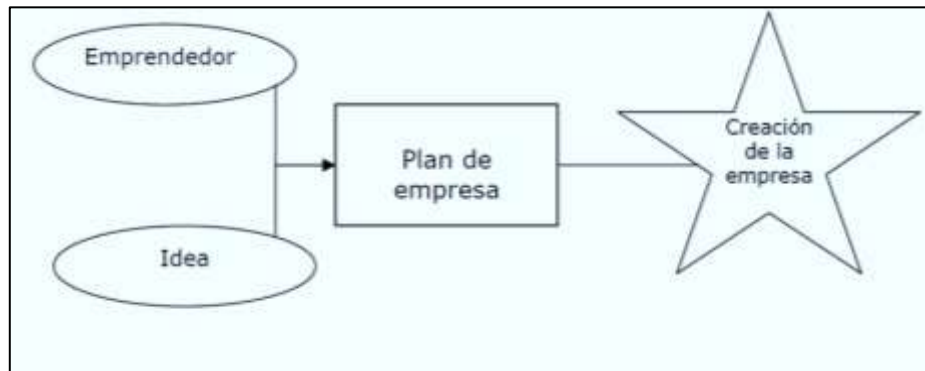 Emprendedor
Idea
Plan de
empresa
Creación
de la
empresa